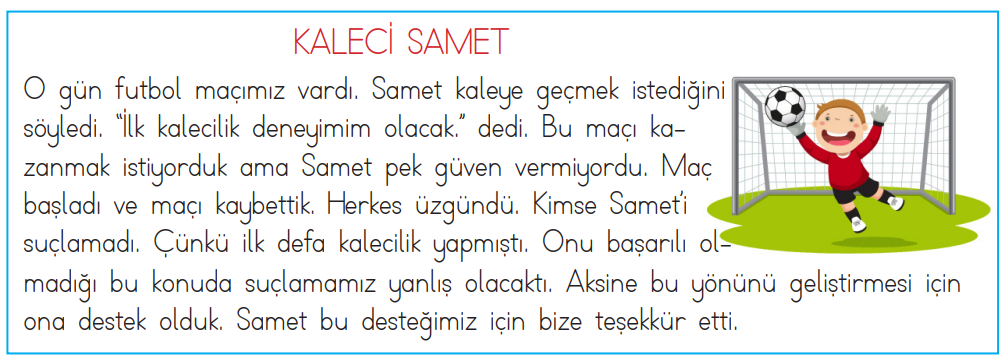 KALECİ SAMET
O gün futbol maçımız vardı. Samet kaleye geçmek istediğini
söyledi. “İlk kalecilik deneyimim olacak.” dedi. Bu maçı ka-
zanmak istiyorduk ama Samet pek güven vermiyordu. Maç
başladı ve maçı kaybettik. Herkes üzgündü. Kimse Samet’i
suçlamadı. Çünkü ilk defa kalecilik yapmıştı. Onu başarılı ol-
madığı bu konuda suçlamamız yanlış olacaktı. Aksine bu yönünü geliştirmesi için
ona destek olduk. Samet bu desteğimiz için bize teşekkür etti.